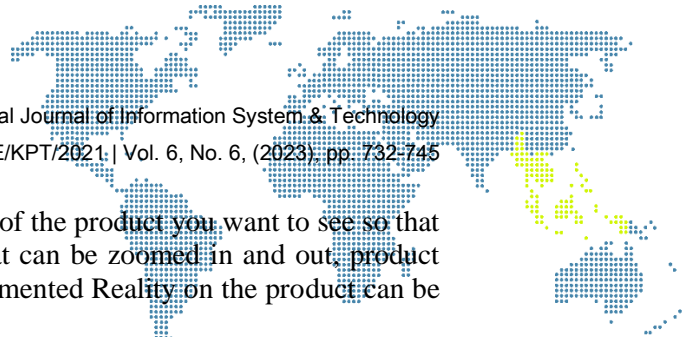 al Journal of Information System & Technology
E/KPT/2021 | Vol. 6, No. 6, (2023), pp. 732-745
of the product you want to see so that
at can be zoomed in and out, product
mented Reality on the product can be